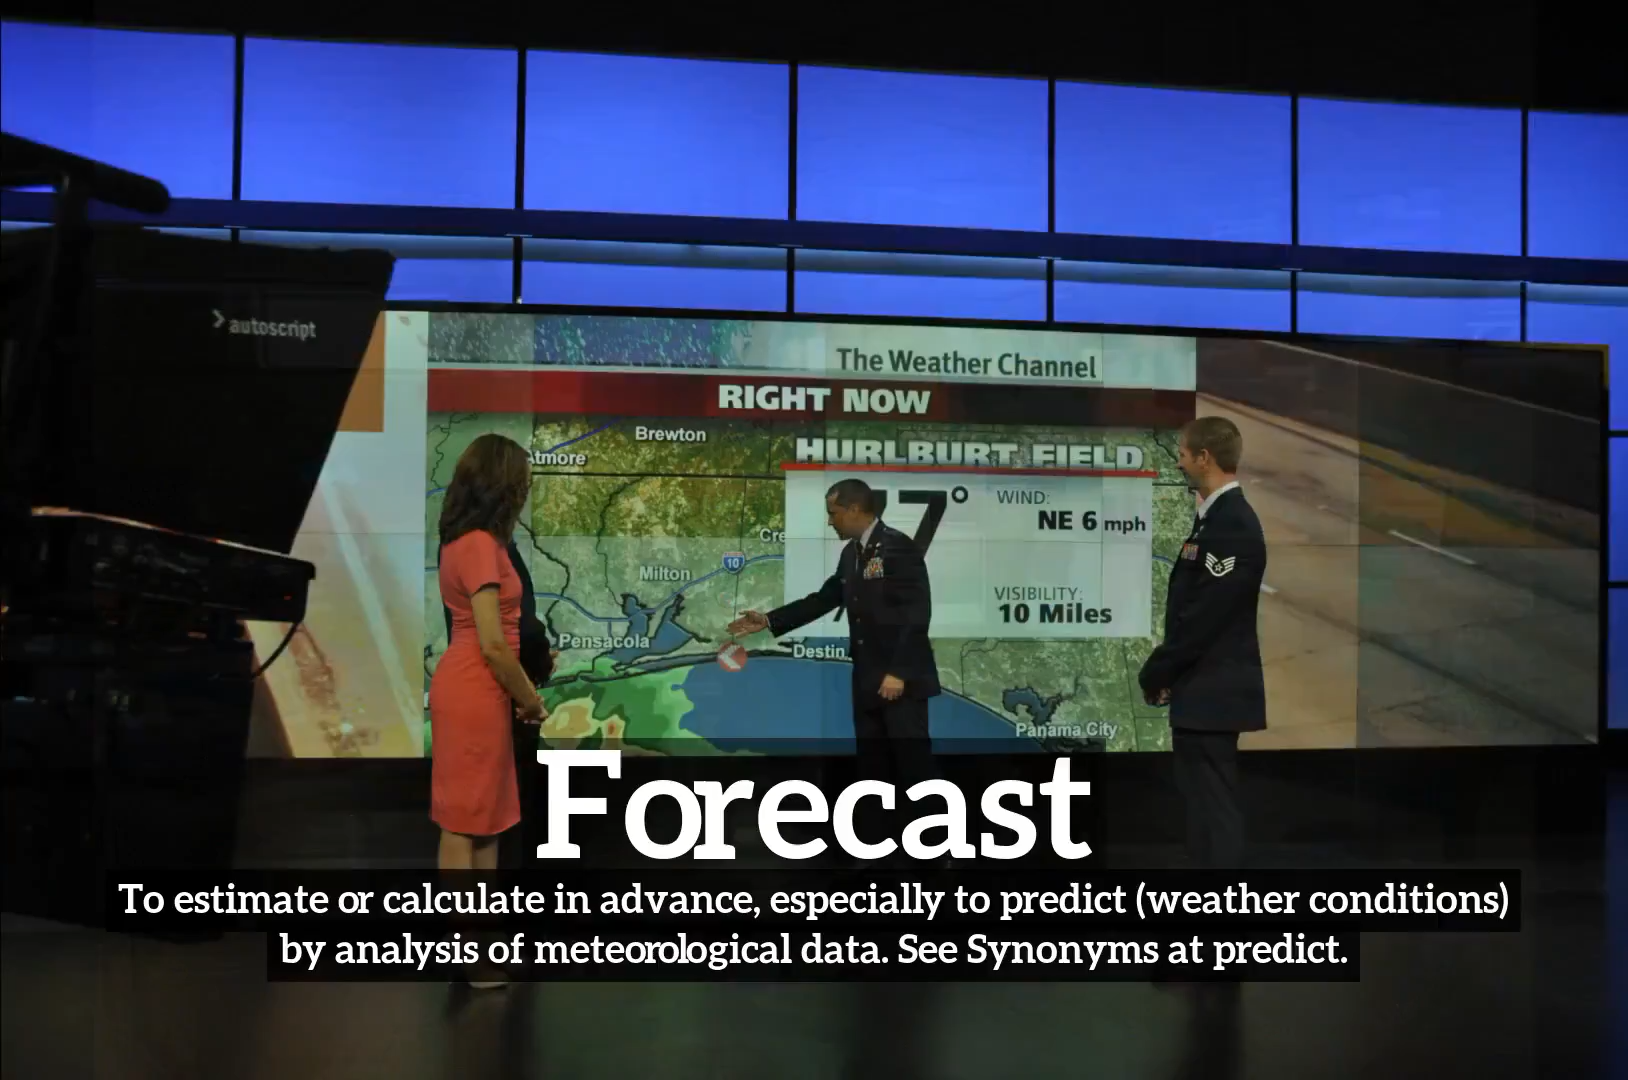 autoscript
The Weather Channel
RIGHT NOW
Brewton
HURLBURT FIELD
Atmore
7°
WIND:
NE 6 mph
10
Milton
VISIBILITY:
10 Miles
Pensacola
Destin
Panama City
Forecast
To estimate or calculate in advance, especially to predict (weather conditions)
by analysis of meteorological data. See Synonyms at predict.